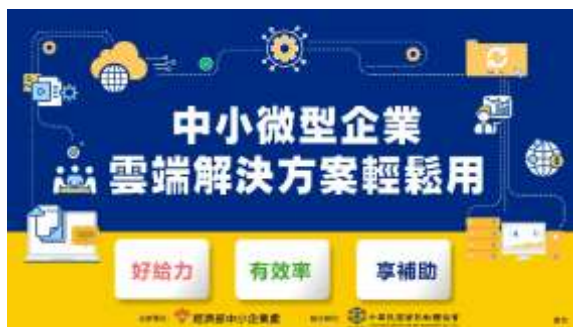 中小微型企業
雲端解決方案輕鬆用
好給力
有效率
享補助
經濟部中小企業處